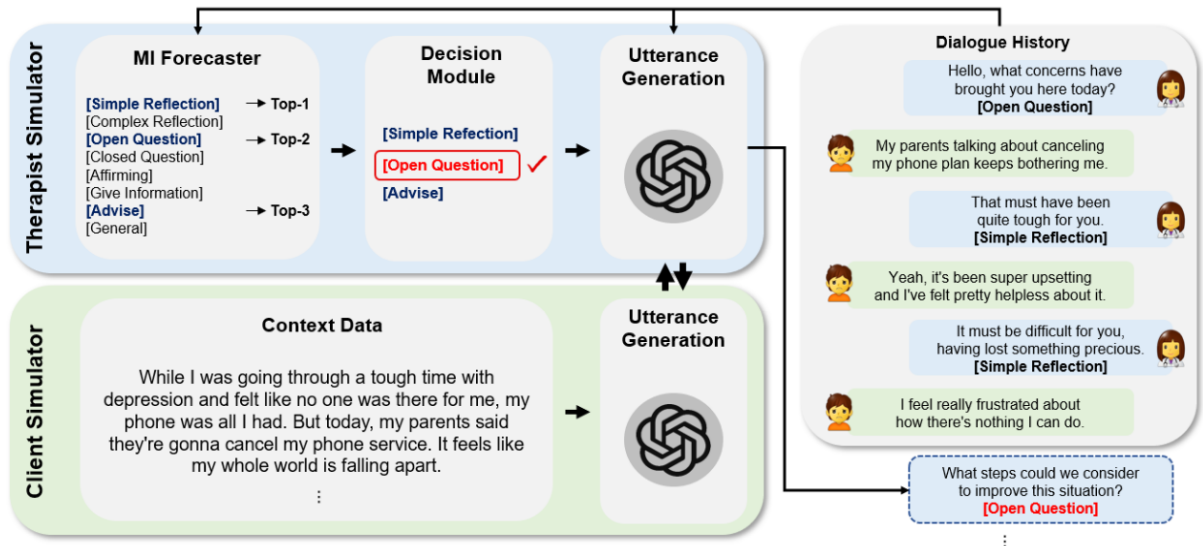 Therapist Simulator
MI Forecaster
[Simple Reflection] → Top-1
[Complex Reflection]
[Open Question] → Top-2
[Closed Question]
[Affirming]
[Give Information]
[Advise] → Top-3
[General]
Decision
Module
[Simple Refection]
[Open Question] ✓
[Advise]
Utterance
Generation
Client Simulator
Context Data
While I was going through a tough time with
depression and felt like no one was there for me, my
phone was all I had. But today, my parents said
they're gonna cancel my phone service. It feels like
my whole world is falling apart.
⋮
Utterance
Generation
Dialogue History
Hello, what concerns have
brought you here today?
[Open Question]
My parents talking about canceling
my phone plan keeps bothering me.
That must have been
quite tough for you.
[Simple Reflection]
Yeah, it's been super upsetting
and I've felt pretty helpless about it.
It must be difficult for you,
having lost something precious.
[Simple Reflection]
I feel really frustrated about
how there's nothing I can do.
What steps could we consider
to improve this situation?
[Open Question]
⋮